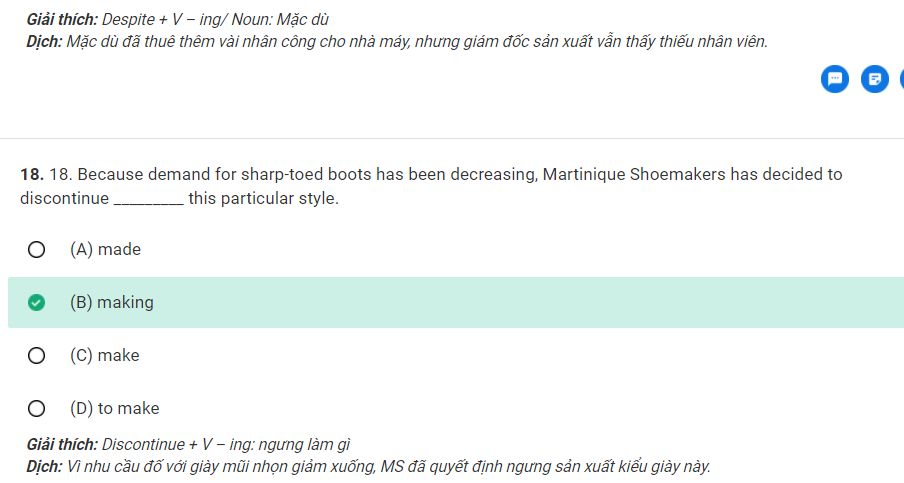 Giải thích: Despite + V – ing/ Noun: Mặc dù
Dịch: Mặc dù đã thuê thêm vài nhân công cho nhà máy, nhưng giám đốc sản xuất vẫn thấy thiếu nhân viên.
18. 18. Because demand for sharp-toed boots has been decreasing, Martinique Shoemakers has decided to
discontinue _________ this particular style.
(A) made
(B) making
(C) make
(D) to make
Giải thích: Discontinue + V – ing: ngưng làm gì
Dịch: Vì nhu cầu đố với giày mũi nhọn giảm xuống, MS đã quyết định ngưng sản xuất kiểu giày này.